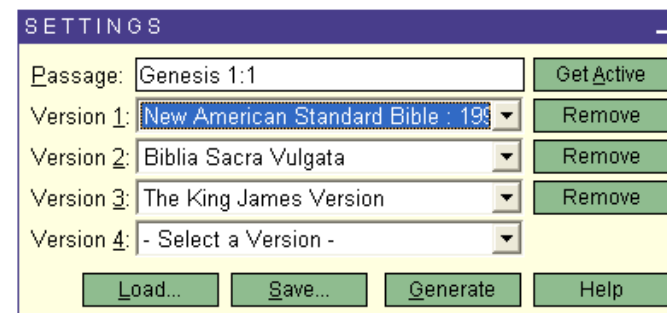 SETTINGS
Passage: Genesis 1:1 Get Active
Version 1: New American Standard Bible : 199 Remove
Version 2: Biblia Sacra Vulgata Remove
Version 3: The King James Version Remove
Version 4: - Select a Version -
Load... Save... Generate Help